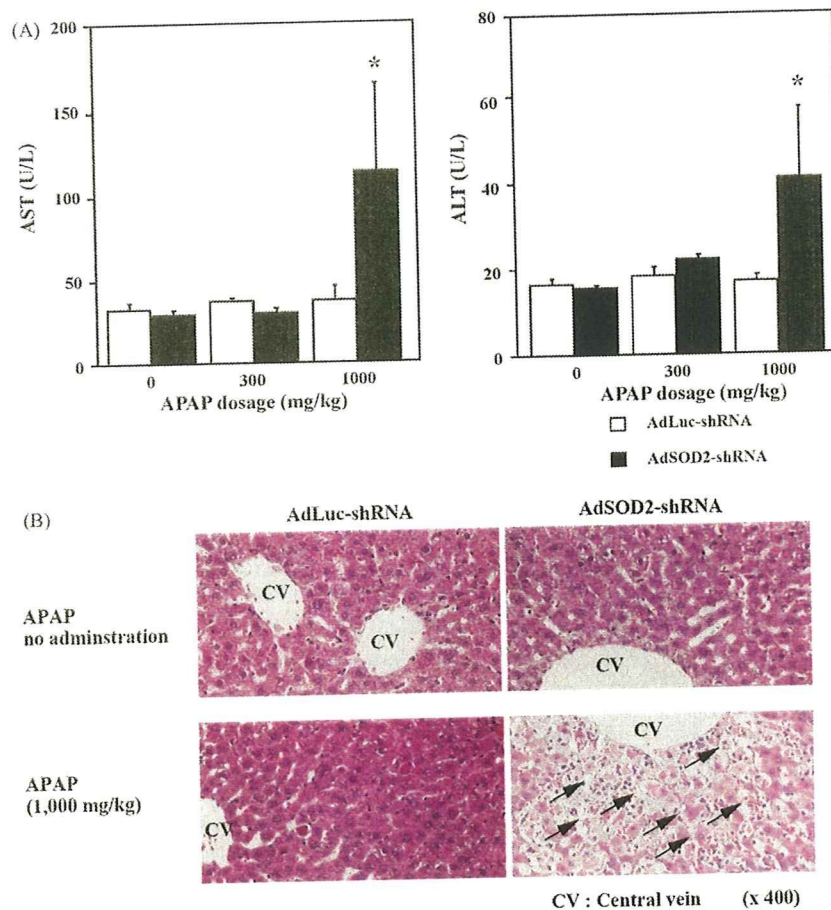 (A)
200
150
100
50
0
AST (U/L)
*
0 300 1000
APAP dosage (mg/kg)
80
60
40
20
0
ALT (U/L)
*
0 300 1000
APAP dosage (mg/kg)
AdLuc-shRNA
AdSOD2-shRNA
(B)
AdLuc-shRNA AdSOD2-shRNA
APAP
no adminstration
CV
CV
CV
APAP
(1,000 mg/kg)
CV
CV
CV : Central vein (x 400)